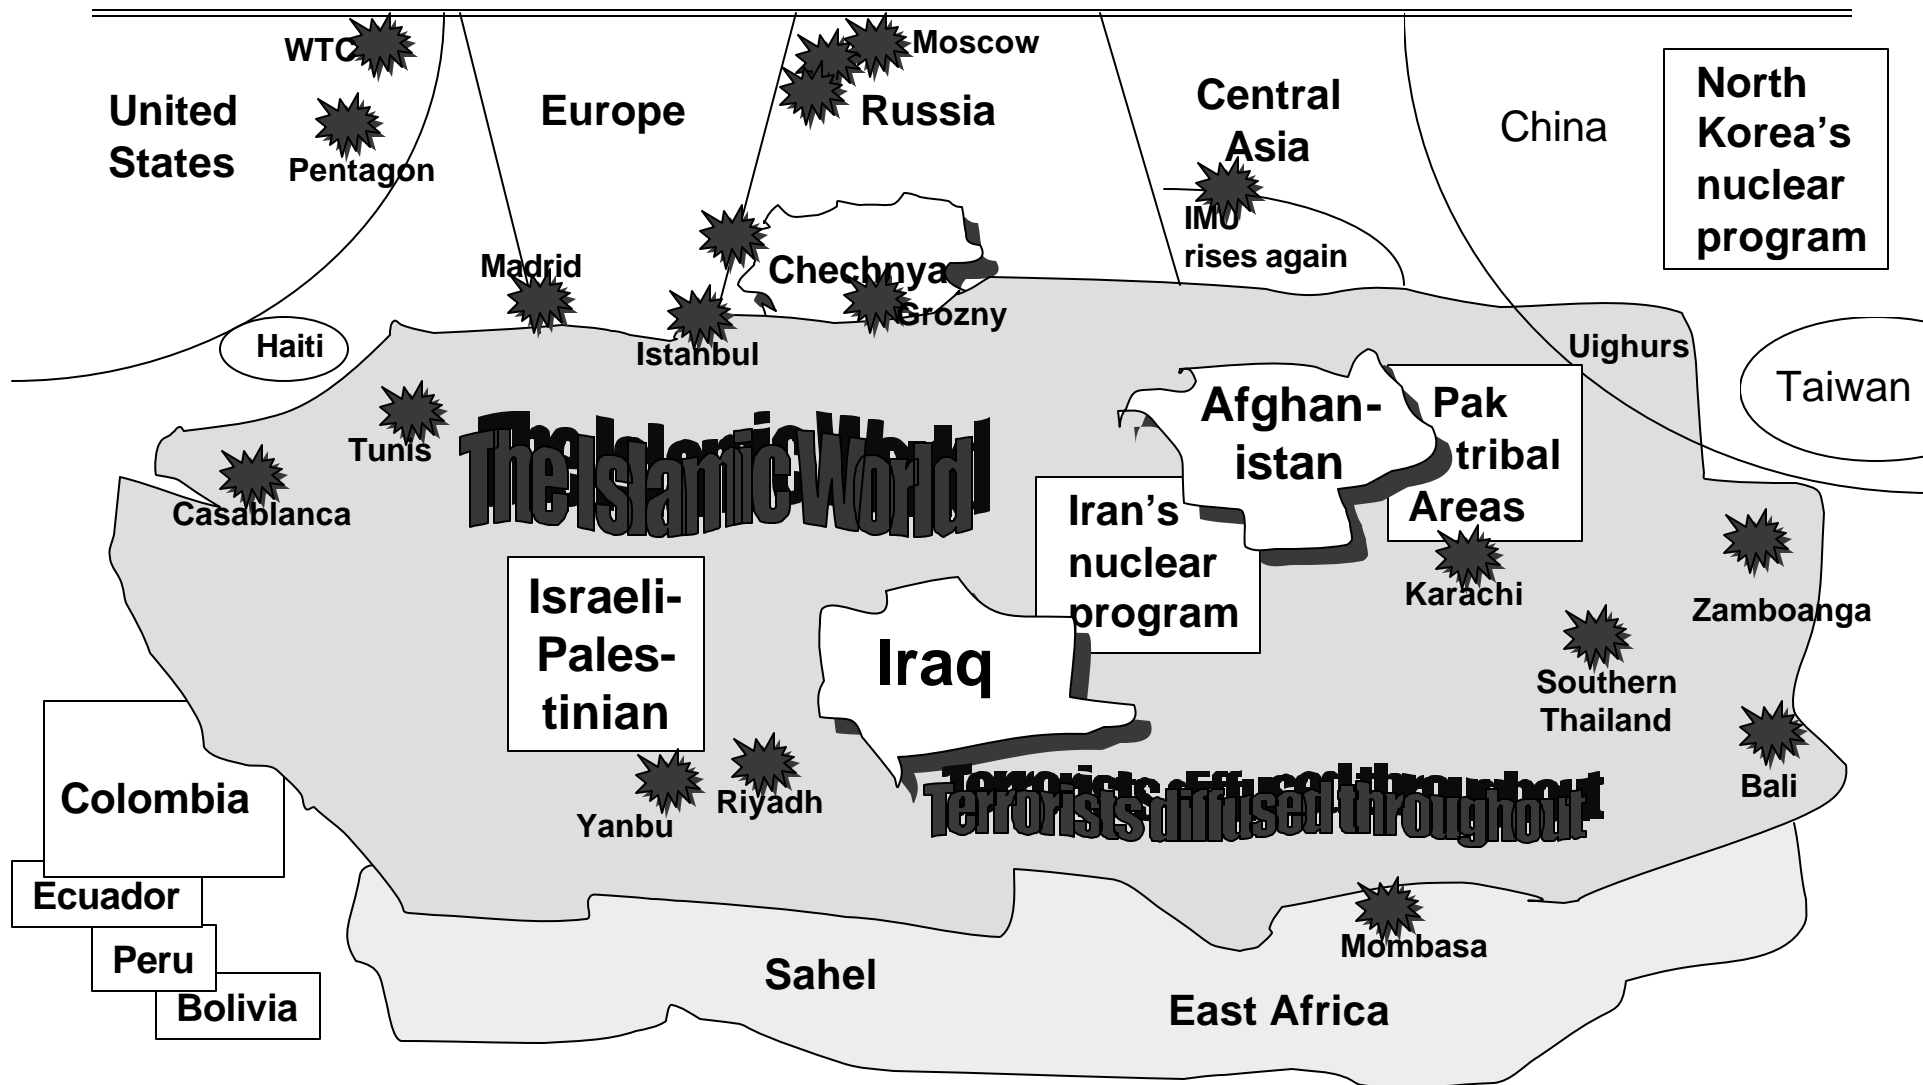 WTC
Moscow
United
States
Pentagon
Europe
Russia
Central
Asia
China
North
Korea’s
nuclear
program
IMU
rises again
Madrid
Chechnya
Grozny
Haiti
Istanbul
Uighurs
Taiwan
Tunis
The Islamic World
Afghan-
istan
Pak
tribal
Areas
Casablanca
Iran’s
nuclear
program
Karachi
Zamboanga
Israeli-
Pales-
tinian
Iraq
Southern
Thailand
Colombia
Yanbu
Riyadh
Terrorists diffused throughout
Bali
Ecuador
Peru
Bolivia
Mombasa
Sahel
East Africa